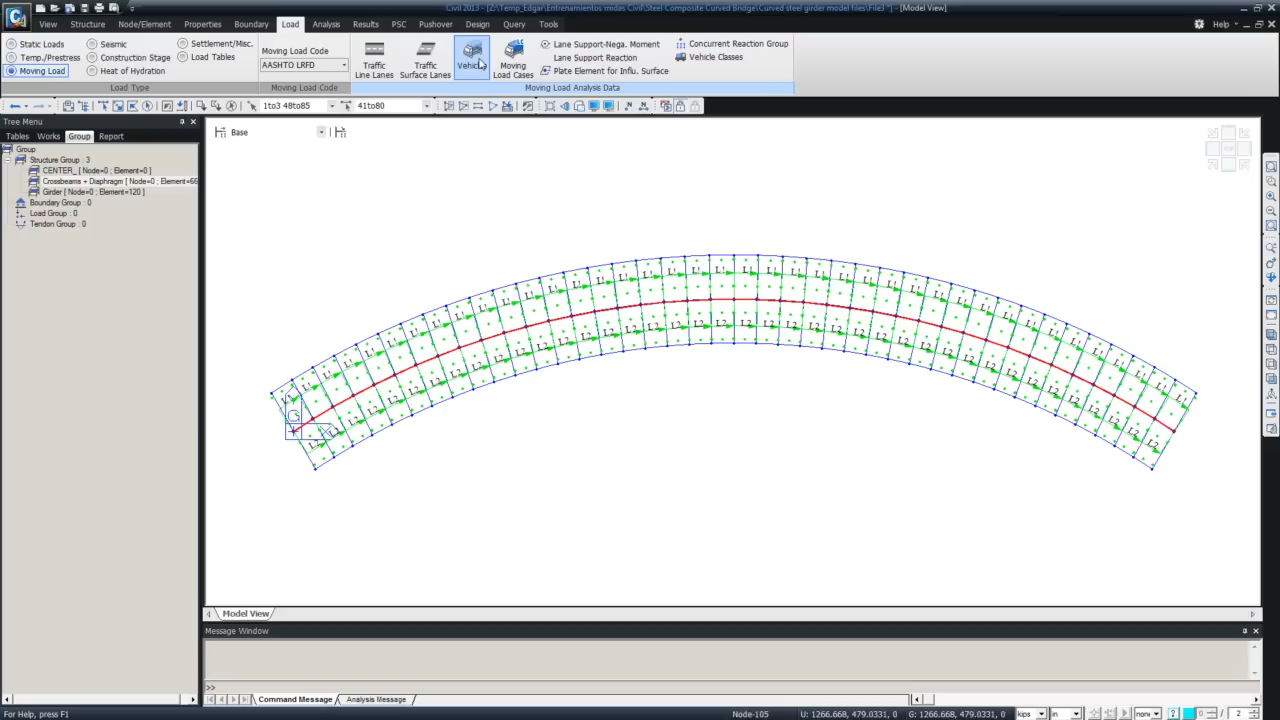 Civil 2013 - [Z:\Temp_Edgar\Entrenamientos midas Civil\Steel Composite Curved Bridge\Curved steel girder model files\File3 *] - [Model View]
View Structure Node/Element Properties Boundary Load Analysis Results PSC Pushover Design Query Tools Help
Static Loads Seismic Settlement/Misc.
Temp./Prestress Construction Stage Load Tables
Moving Load Heat of Hydration
Load Type
Moving Load Code
AASHTO LRFD
Moving Load Code
Traffic
Line Lanes
Traffic
Surface Lanes
Vehicles
Moving
Load Cases
Lane Support-Nega. Moment
Lane Support Reaction
Plate Element for Influ. Surface
Concurrent Reaction Group
Vehicle Classes
Moving Load Analysis Data
1to3 48to85
41to80
Tree Menu
Tables Works Group Report
Group
Structure Group : 3
CENTER_ [ Node=0 ; Element=0 ]
Crossbeams + Diaphragm [ Node=0 ; Element=66
Girder [ Node=0 ; Element=120 ]
Boundary Group : 0
Load Group : 0
Tendon Group : 0
Base
Model View
Message Window
>>
Command Message Analysis Message
For Help, press F1
Node-105
U: 1266.668, 479.0331, 0
G: 1266.668, 479.0331, 0
kips
in
non
0
/ 2